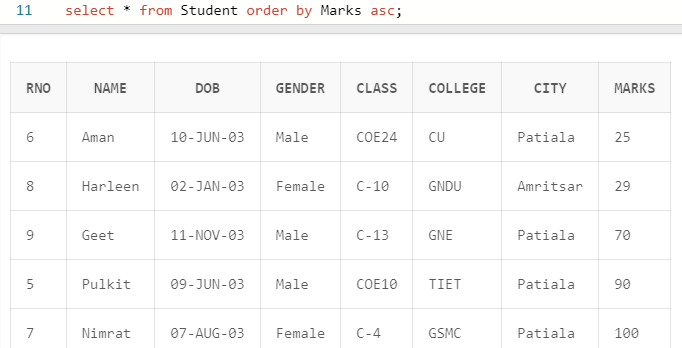 11 select * from Student order by Marks asc;
RNO NAME DOB GENDER CLASS COLLEGE CITY MARKS
6 Aman 10-JUN-03 Male COE24 CU Patiala 25
8 Harleen 02-JAN-03 Female C-10 GNDU Amritsar 29
9 Geet 11-NOV-03 Male C-13 GNE Patiala 70
5 Pulkit 09-JUN-03 Male COE10 TIET Patiala 90
7 Nimrat 07-AUG-03 Female C-4 GSMC Patiala 100